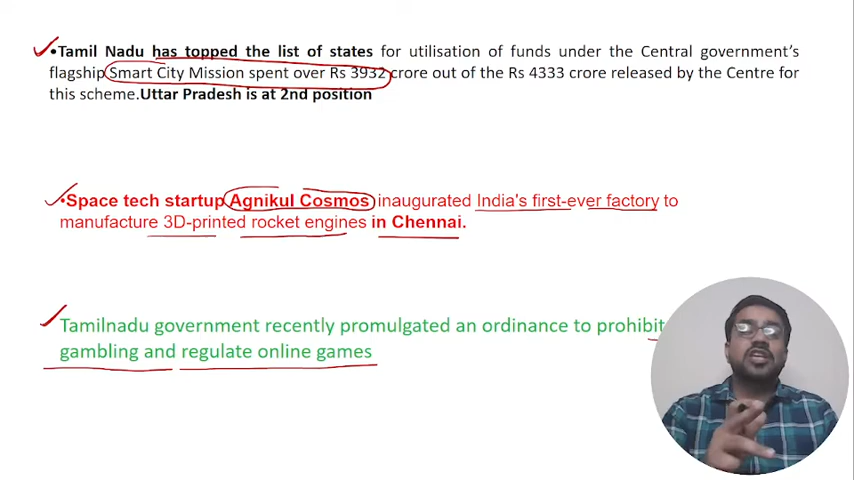 •Tamil Nadu has topped the list of states for utilisation of funds under the Central government's
flagship Smart City Mission spent over Rs 3932 crore out of the Rs 4333 crore released by the Centre for
this scheme.Uttar Pradesh is at 2nd position
•Space tech startup Agnikul Cosmos inaugurated India's first-ever factory to
manufacture 3D-printed rocket engines in Chennai.
Tamilnadu government recently promulgated an ordinance to prohibit
gambling and regulate online games